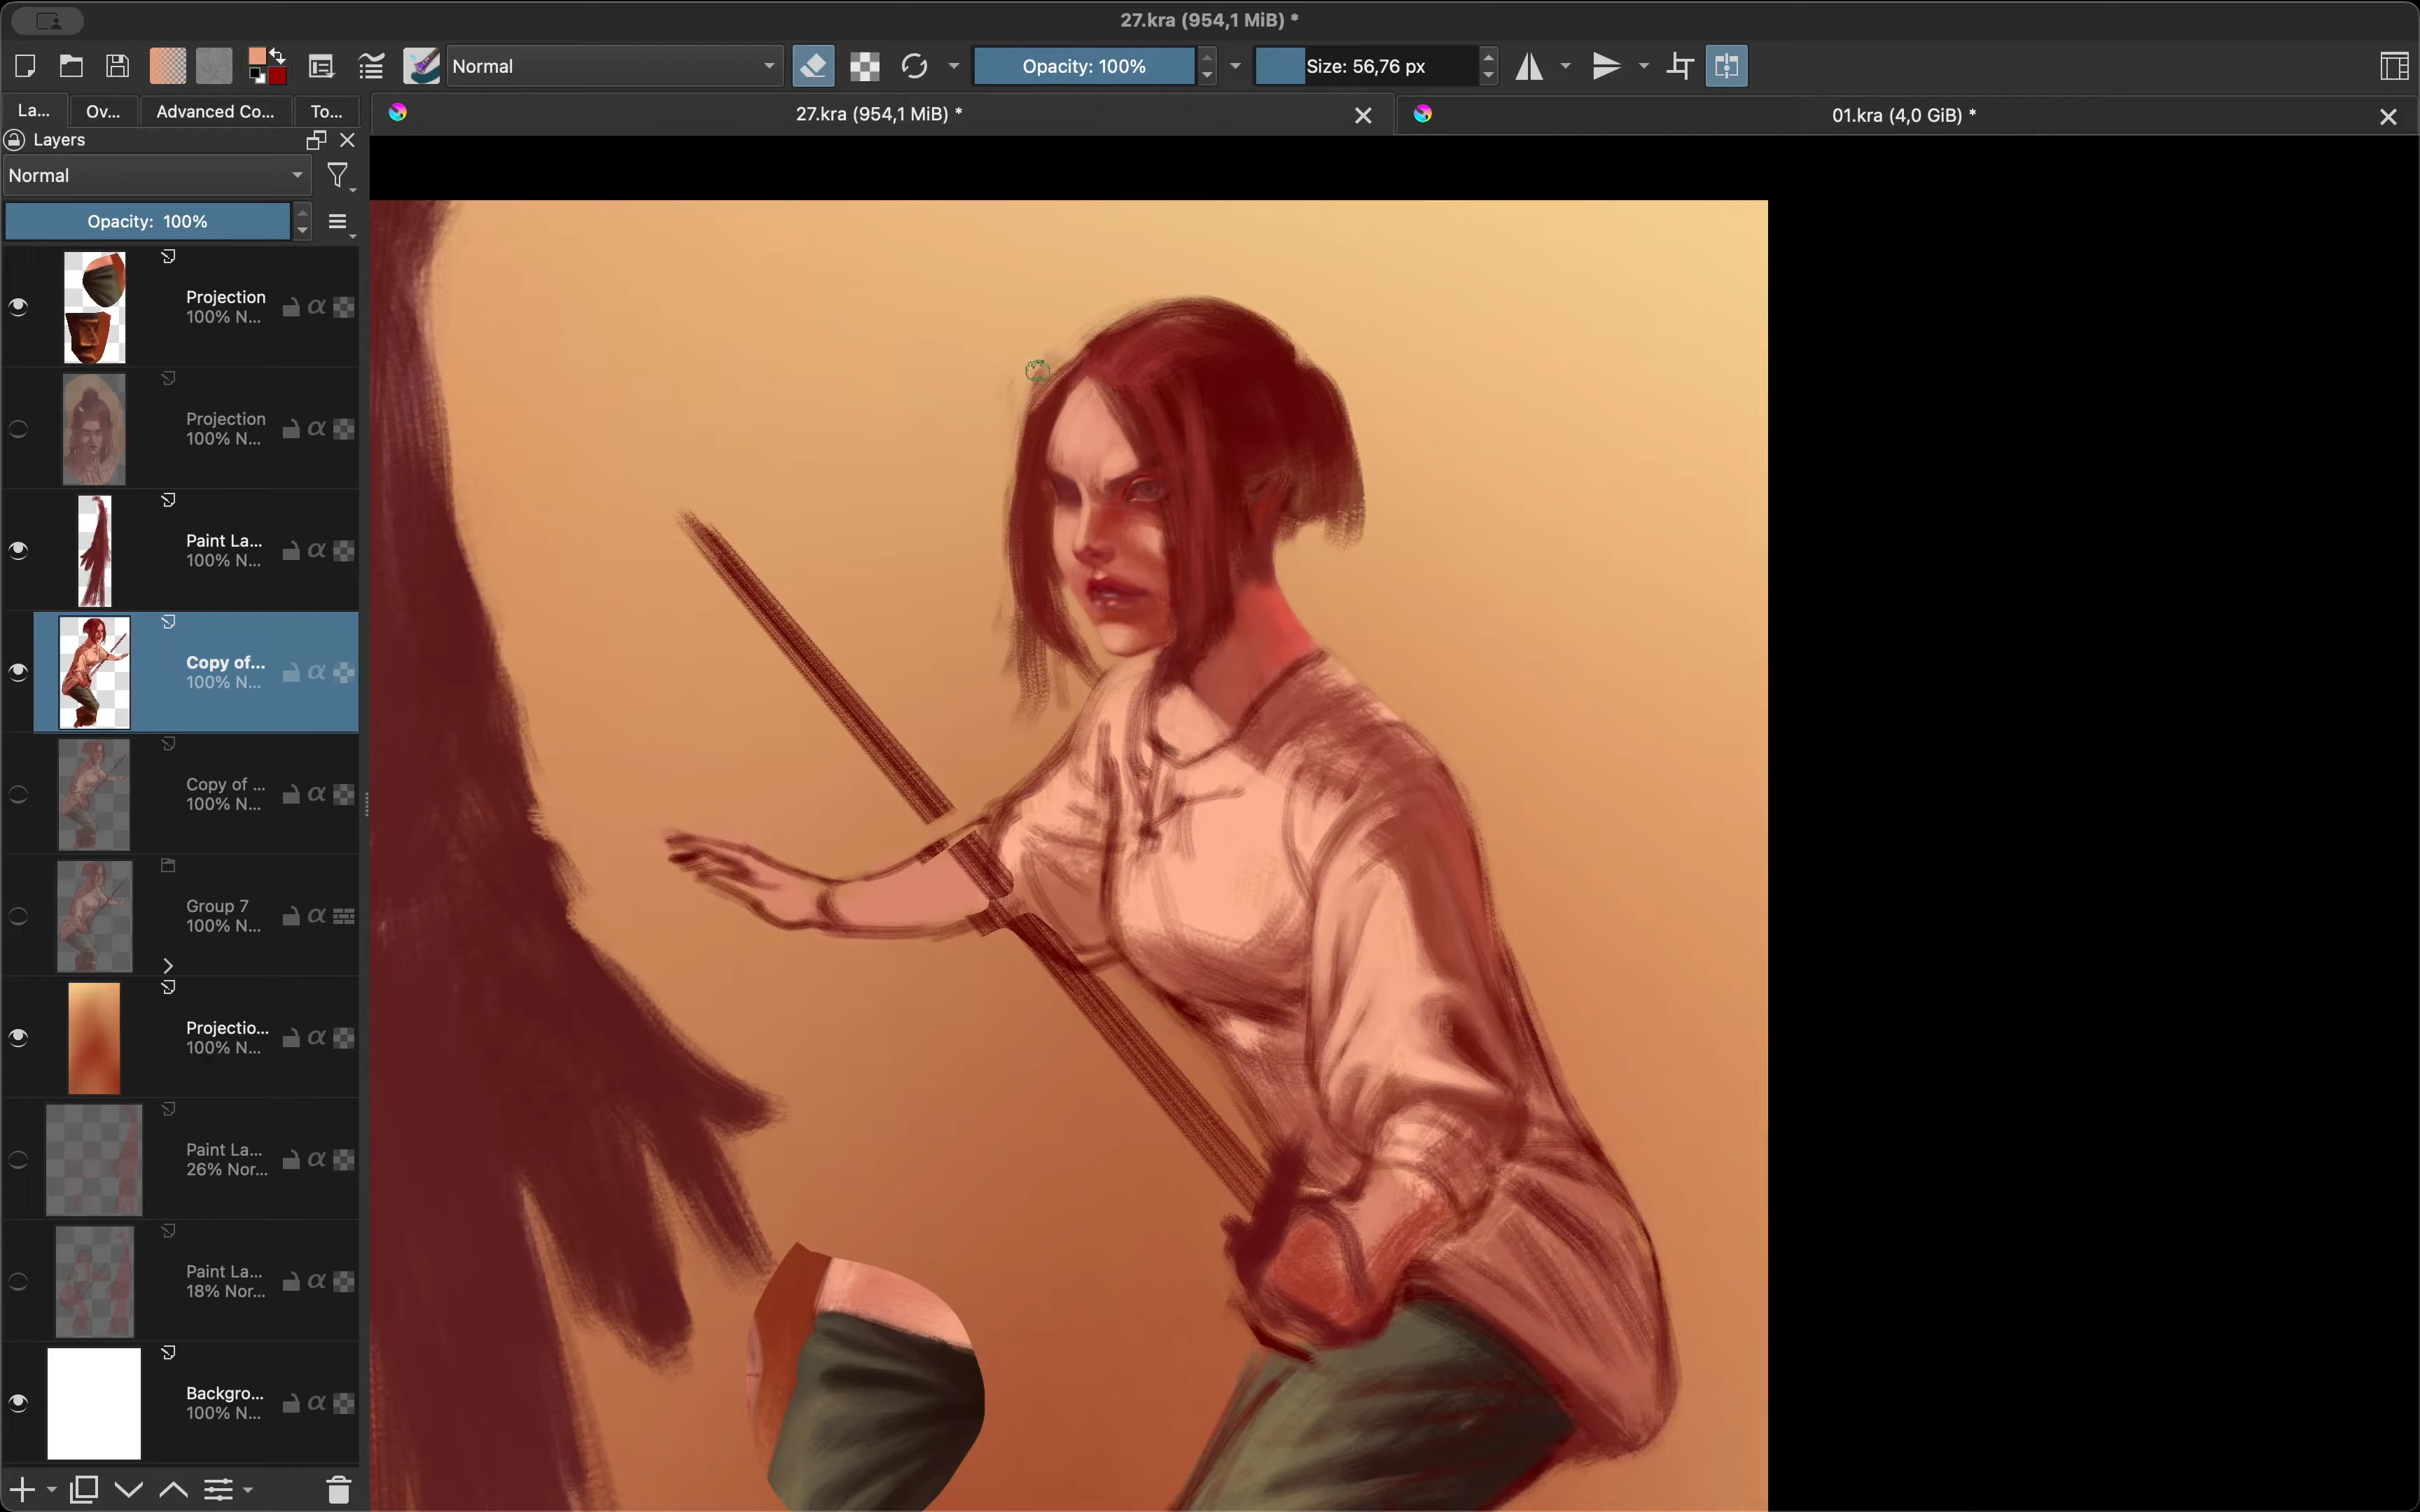 27.kra (954,1 MiB) *
Normal
Opacity: 100%
Size: 56,76 px
La...
Ov...
Advanced Co...
To...
27.kra (954,1 MiB) *
01.kra (4,0 GiB) *
Layers
Normal
Opacity: 100%
Projection
100% N...
Projection
100% N...
Paint La...
100% N...
Copy of...
100% N...
Copy of ...
100% N...
Group 7
100% N...
Projectio...
100% N...
Paint La...
26% Nor...
Paint La...
18% Nor...
Backgro...
100% N...